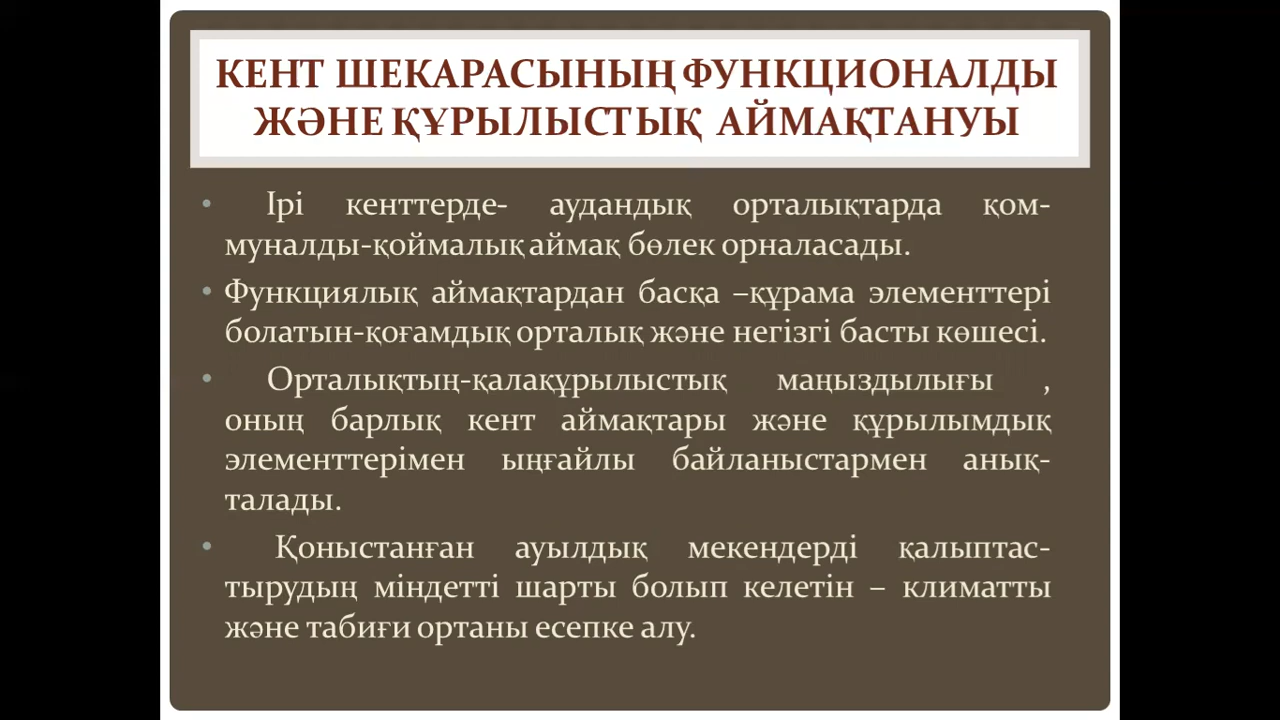 КЕНТ ШЕКАРАСЫНЫҢ ФУНКЦИОНАЛДЫ
ЖӘНЕ ҚҰРЫЛЫСТЫҚ АЙМАҚТАНУЫ
• Ірі кенттерде- аудандық орталықтарда қом-
муналды-қоймалық аймақ бөлек орналасады.
• Функциялық аймақтардан басқа –құрама элементтері
болатын-қоғамдық орталық және негізгі басты көшесі.
• Орталықтың-қалақұрылыстық маңыздылығы ,
оның барлық кент аймақтары және құрылымдық
элементтерімен ыңғайлы байланыстармен анық-
талады.
• Қоныстанған ауылдық мекендерді қалыптас-
тырудың міндетті шарты болып келетін – климатты
және табиғи ортаны есепке алу.